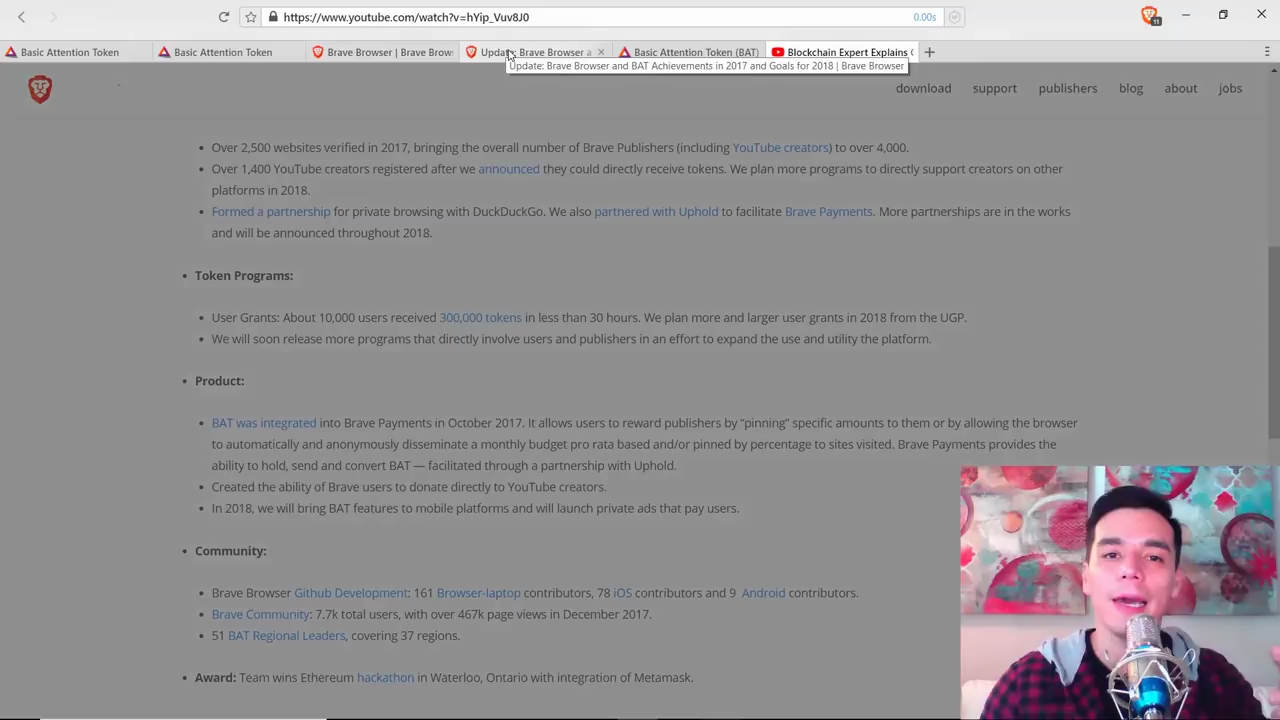 https://www.youtube.com/watch?v=hYip_Vuv8J0
0.00s
11
Basic Attention Token
Basic Attention Token
Brave Browser | Brave Brow
Update: Brave Browser a
Basic Attention Token (BAT)
Blockchain Expert Explains
Update: Brave Browser and BAT Achievements in 2017 and Goals for 2018 | Brave Browser
download
support
publishers
blog
about
jobs
• Over 2,500 websites verified in 2017, bringing the overall number of Brave Publishers (including YouTube creators) to over 4,000.
• Over 1,400 YouTube creators registered after we announced they could directly receive tokens. We plan more programs to directly support creators on other
platforms in 2018.
• Formed a partnership for private browsing with DuckDuckGo. We also partnered with Uphold to facilitate Brave Payments. More partnerships are in the works
and will be announced throughout 2018.
• Token Programs:
• User Grants: About 10,000 users received 300,000 tokens in less than 30 hours. We plan more and larger user grants in 2018 from the UGP.
• We will soon release more programs that directly involve users and publishers in an effort to expand the use and utility the platform.
• Product:
• BAT was integrated into Brave Payments in October 2017. It allows users to reward publishers by “pinning” specific amounts to them or by allowing the browser
to automatically and anonymously disseminate a monthly budget pro rata based and/or pinned by percentage to sites visited. Brave Payments provides the
ability to hold, send and convert BAT — facilitated through a partnership with Uphold.
• Created the ability of Brave users to donate directly to YouTube creators.
• In 2018, we will bring BAT features to mobile platforms and will launch private ads that pay users.
• Community:
• Brave Browser Github Development: 161 Browser-laptop contributors, 78 iOS contributors and 9 Android contributors.
• Brave Community: 7.7k total users, with over 467k page views in December 2017.
• 51 BAT Regional Leaders, covering 37 regions.
• Award: Team wins Ethereum hackathon in Waterloo, Ontario with integration of Metamask.